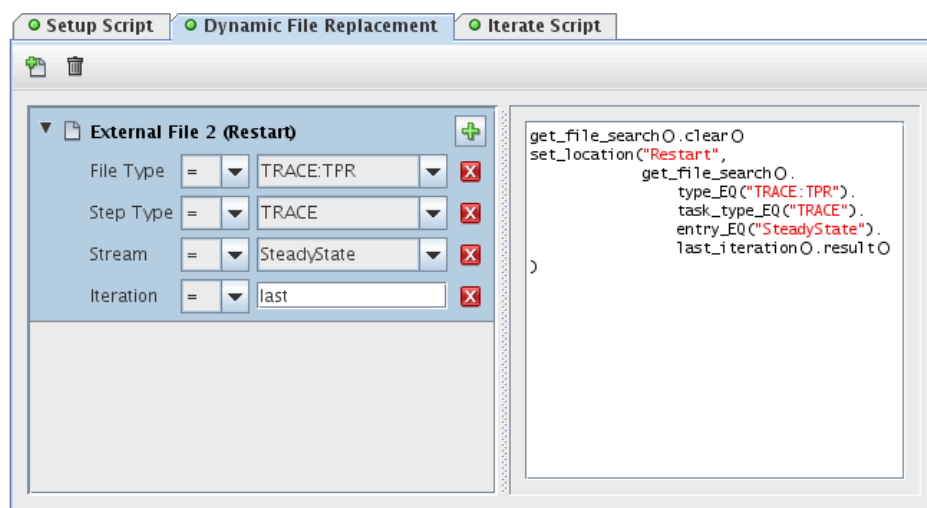 Setup Script
Dynamic File Replacement
Iterate Script
External File 2 (Restart)
File Type = TRACE:TPR
Step Type = TRACE
Stream = SteadyState
Iteration = last
get_file_search().clear()
set_location("Restart",
get_file_search().
type_EQ("TRACE:TPR").
task_type_EQ("TRACE").
entry_EQ("SteadyState").
last_iteration().result()
)